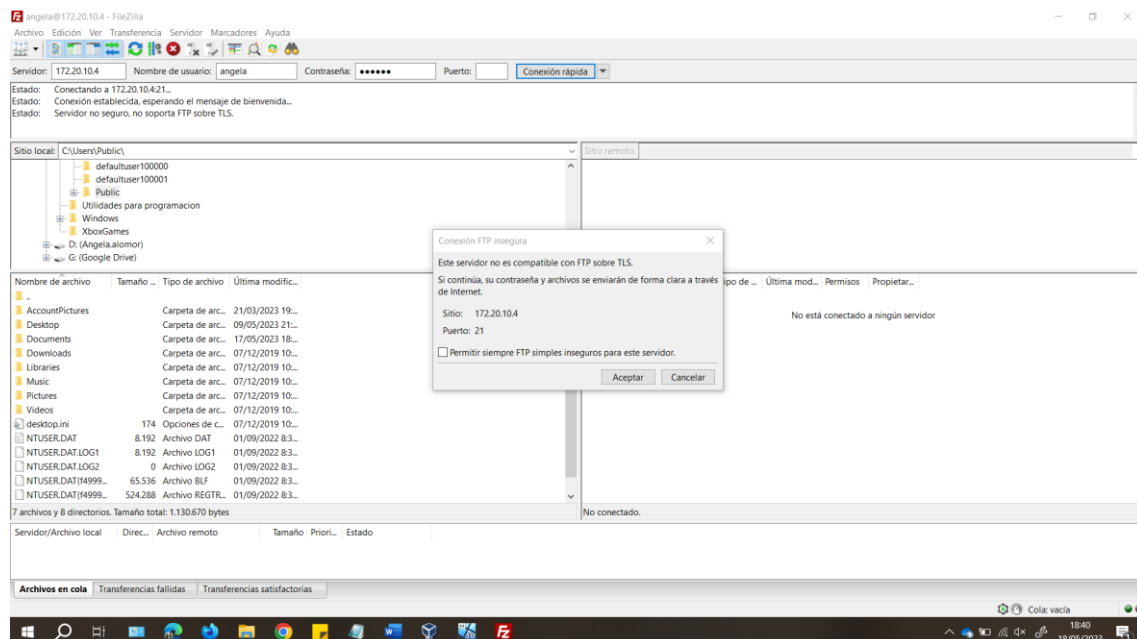 angela@172.20.10.4 - FileZilla
Archivo Edición Ver Transferencia Servidor Marcadores Ayuda
Servidor: 172.20.10.4 Nombre de usuario: angela Contraseña: ●●●●●● Puerto: Conexión rápida
Estado: Conectando a 172.20.10.4:21...
Estado: Conexión establecida, esperando el mensaje de bienvenida...
Estado: Servidor no seguro, no soporta FTP sobre TLS.
Sitio local: C:\Users\Public\
Sitio remoto:
defaultuser100000
defaultuser100001
Public
Utilidades para programacion
Windows
XboxGames
D: (Angela.alomor)
G: (Google Drive)
Nombre de archivo Tamaño ... Tipo de archivo Última modific...
..
AccountPictures Carpeta de arc... 21/03/2023 19:...
Desktop Carpeta de arc... 09/05/2023 21:...
Documents Carpeta de arc... 17/05/2023 18:...
Downloads Carpeta de arc... 07/12/2019 10:...
Libraries Carpeta de arc... 07/12/2019 10:...
Music Carpeta de arc... 07/12/2019 10:...
Pictures Carpeta de arc... 07/12/2019 10:...
Videos Carpeta de arc... 07/12/2019 10:...
desktop.ini 174 Opciones de c... 07/12/2019 10:...
NTUSER.DAT 8.192 Archivo DAT 01/09/2022 8:3...
NTUSER.DAT.LOG1 8.192 Archivo LOG1 01/09/2022 8:3...
NTUSER.DAT.LOG2 0 Archivo LOG2 01/09/2022 8:3...
NTUSER.DAT{f4999... 65.536 Archivo BLF 01/09/2022 8:3...
NTUSER.DAT{f4999... 524.288 Archivo REGTR... 01/09/2022 8:3...
7 archivos y 8 directorios. Tamaño total: 1.130.670 bytes
Conexión FTP insegura
Este servidor no es compatible con FTP sobre TLS.
Si continúa, su contraseña y archivos se enviarán de forma clara a través
de Internet.
Sitio: 172.20.10.4
Puerto: 21
Permitir siempre FTP simples inseguros para este servidor.
Aceptar Cancelar
ipo de ... Última mod... Permisos Propietar...
No está conectado a ningún servidor
No conectado.
Servidor/Archivo local Direc... Archivo remoto Tamaño Priori... Estado
Archivos en cola Transferencias fallidas Transferencias satisfactorias
Cola: vacía
18:40
18/05/2023